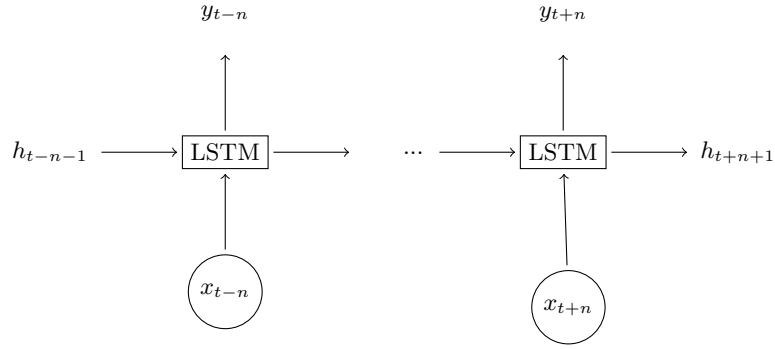 y_{t−n} y_{t+n}
h_{t−n−1} LSTM ... LSTM h_{t+n+1}
x_{t−n} x_{t+n}